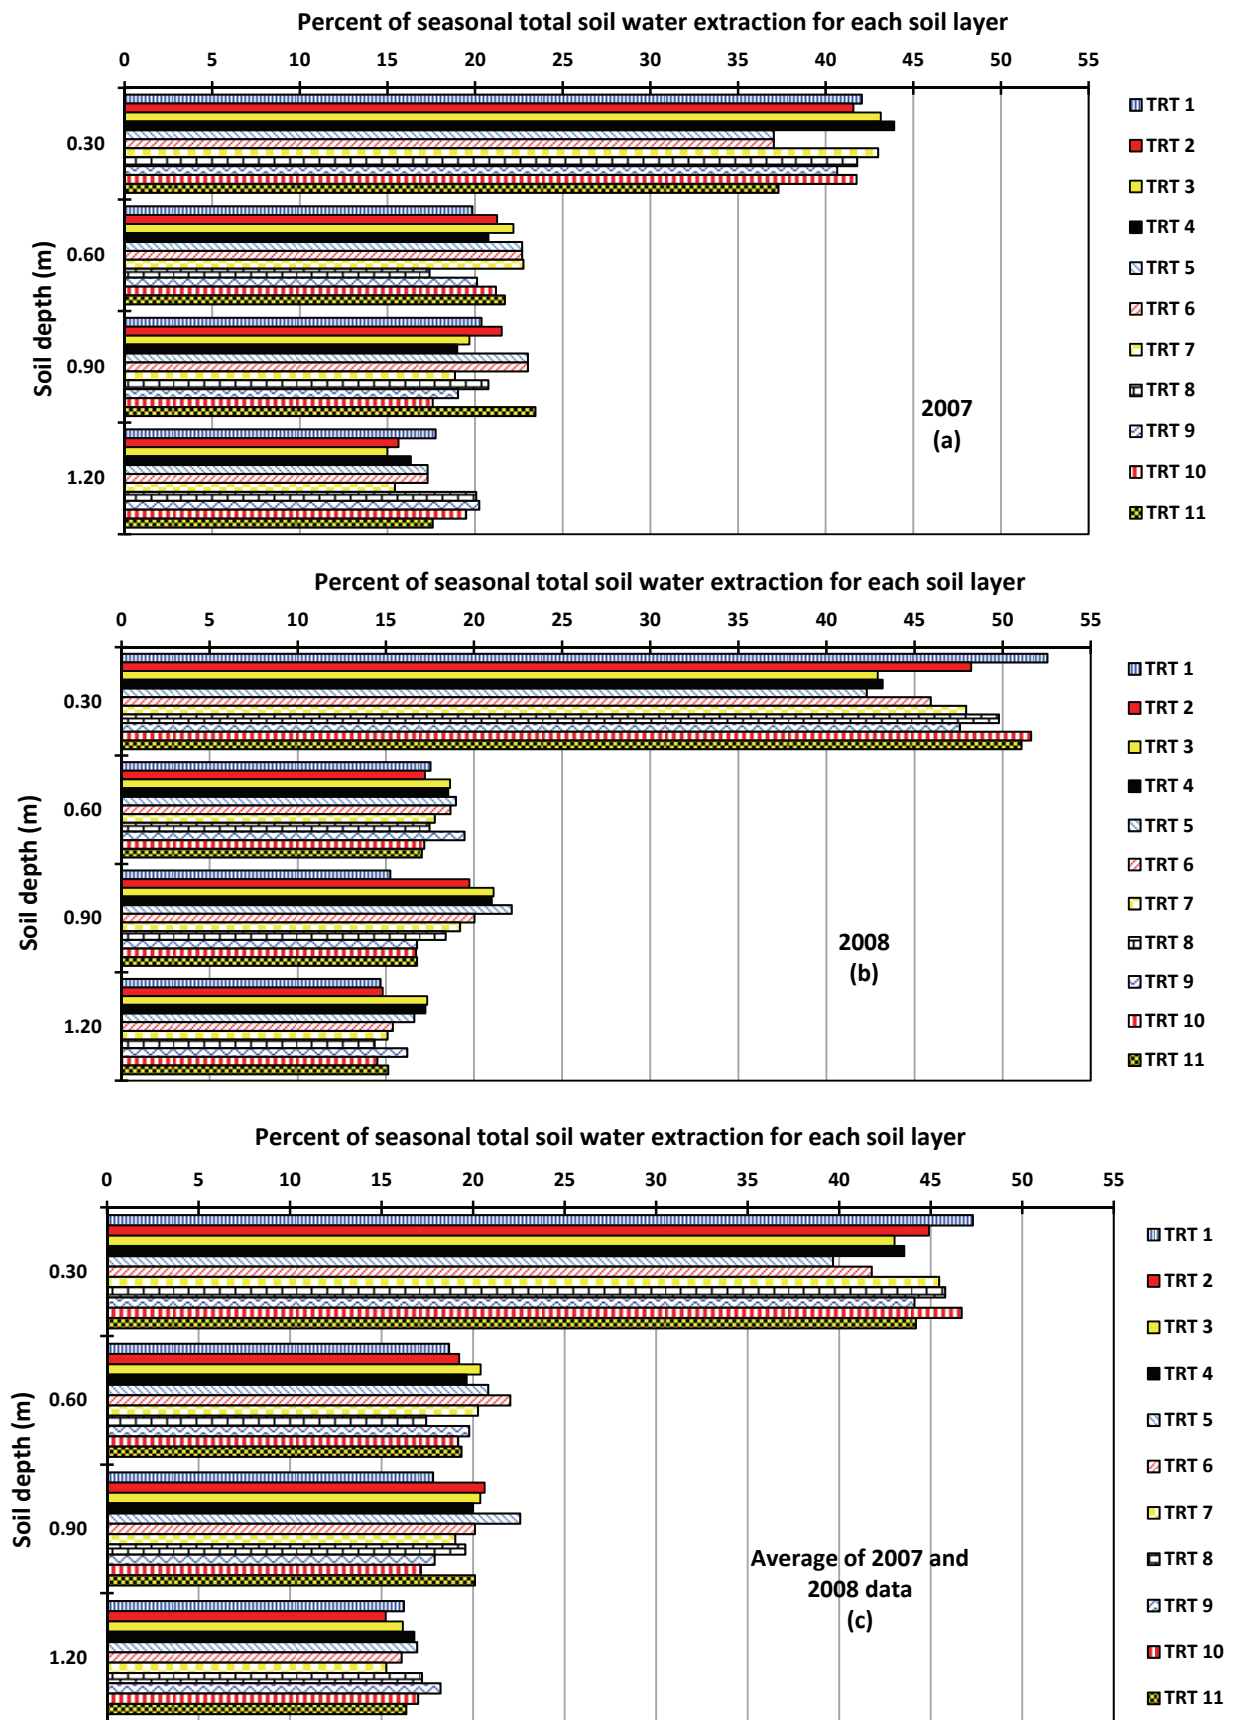 Percent of seasonal total soil water extraction for each soil layer
0 5 10 15 20 25 30 35 40 45 50 55
Soil depth (m)
0.30
0.60
0.90
1.20
2007
(a)
TRT 1
TRT 2
TRT 3
TRT 4
TRT 5
TRT 6
TRT 7
TRT 8
TRT 9
TRT 10
TRT 11
Percent of seasonal total soil water extraction for each soil layer
0 5 10 15 20 25 30 35 40 45 50 55
Soil depth (m)
0.30
0.60
0.90
1.20
2008
(b)
TRT 1
TRT 2
TRT 3
TRT 4
TRT 5
TRT 6
TRT 7
TRT 8
TRT 9
TRT 10
TRT 11
Percent of seasonal total soil water extraction for each soil layer
0 5 10 15 20 25 30 35 40 45 50 55
Soil depth (m)
0.30
0.60
0.90
1.20
Average of 2007 and
2008 data
(c)
TRT 1
TRT 2
TRT 3
TRT 4
TRT 5
TRT 6
TRT 7
TRT 8
TRT 9
TRT 10
TRT 11